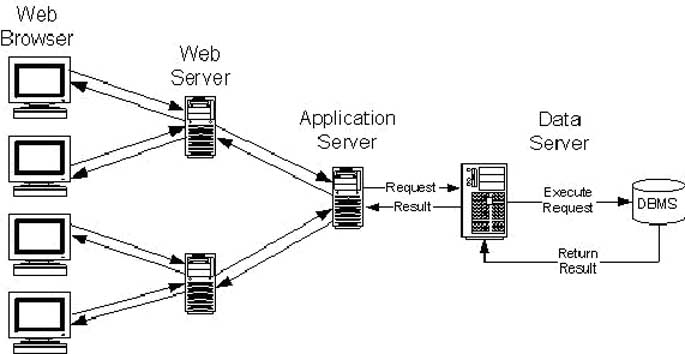 Web
Browser
Web
Server
Application
Server
Data
Server
Request
Result
Execute
Request
DBMS
Return
Result